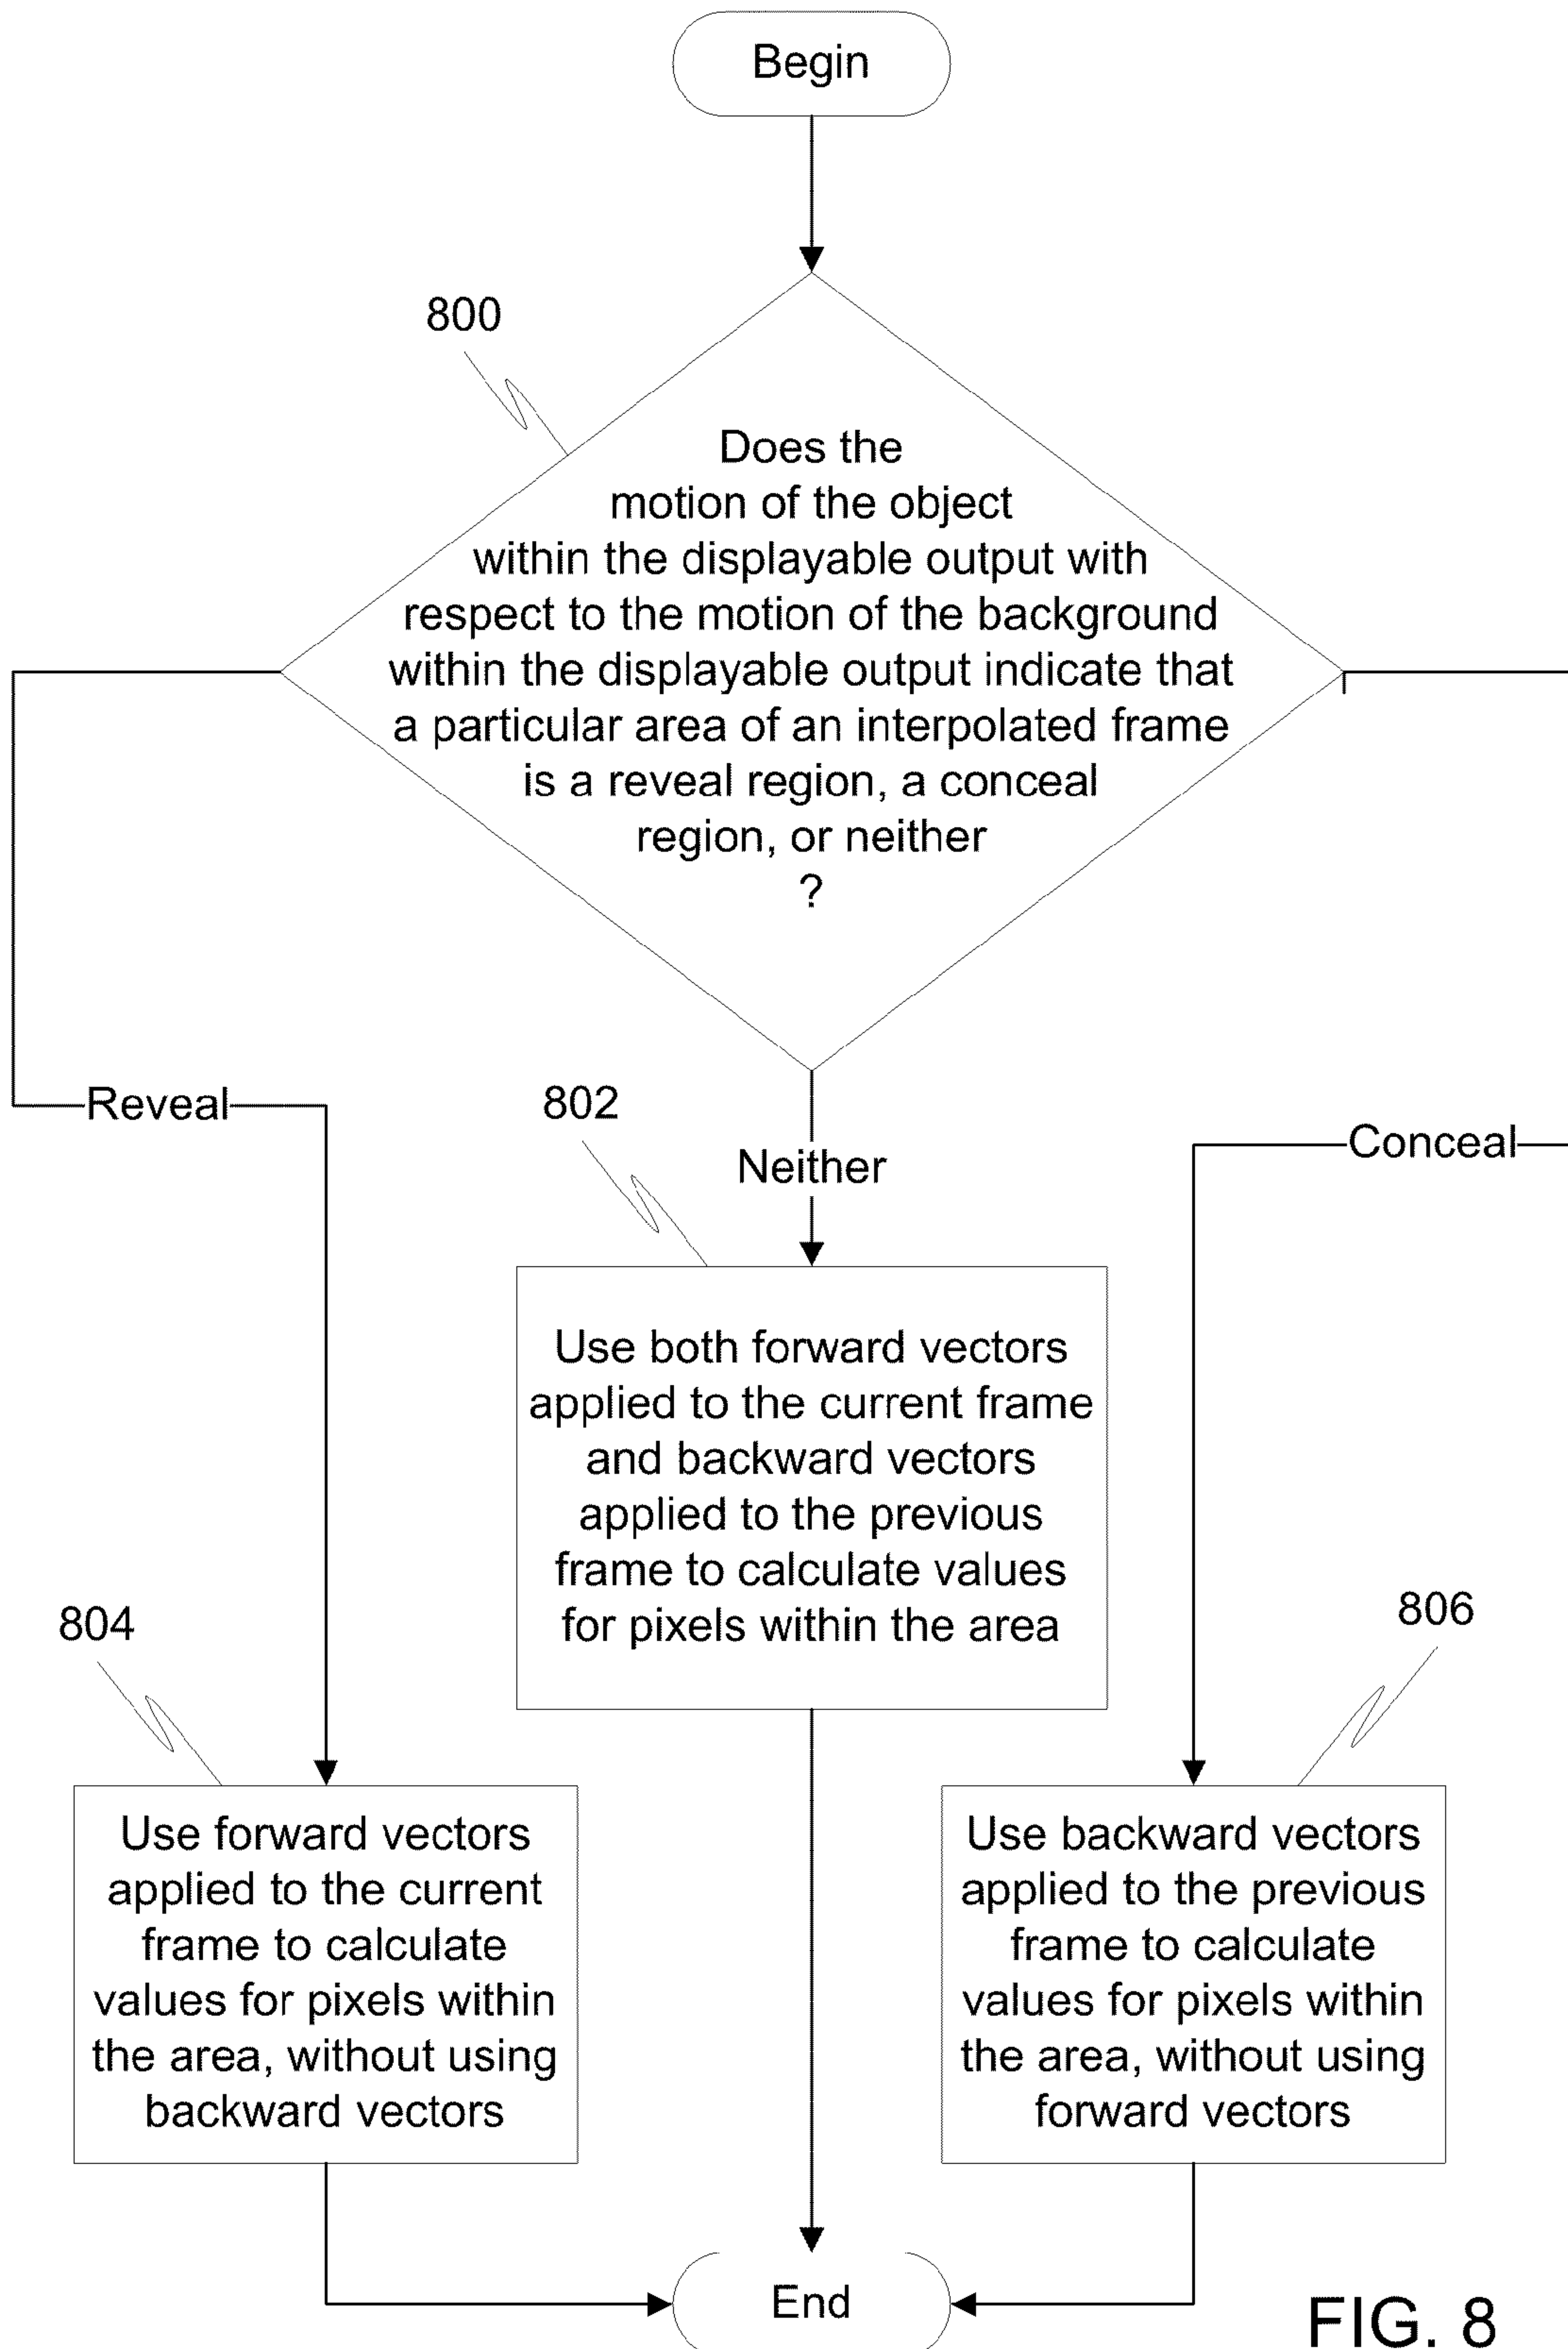 Begin
800
Does the
motion of the object
within the displayable output with
respect to the motion of the background
within the displayable output indicate that
a particular area of an interpolated frame
is a reveal region, a conceal
region, or neither
?
Reveal
802
Neither
Conceal
Use both forward vectors
applied to the current frame
and backward vectors
applied to the previous
frame to calculate values
for pixels within the area
804
806
Use forward vectors
applied to the current
frame to calculate
values for pixels within
the area, without using
backward vectors
Use backward vectors
applied to the previous
frame to calculate
values for pixels within
the area, without using
forward vectors
End
FIG. 8